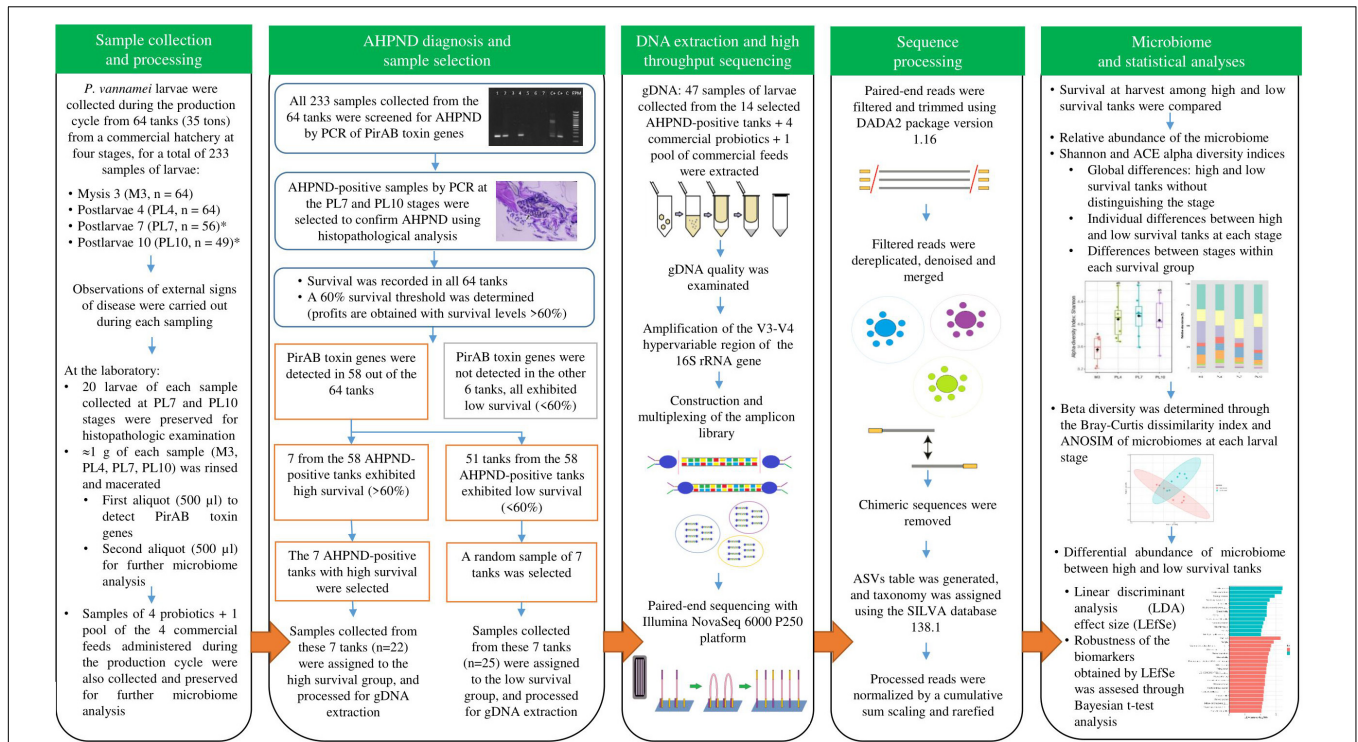 Sample collection
and processing
P. vannamei larvae were
collected during the production
cycle from 64 tanks (35 tons)
from a commercial hatchery at
four stages, for a total of 233
samples of larvae:
• Mysis 3 (M3, n = 64)
• Postlarvae 4 (PL4, n = 64)
• Postlarvae 7 (PL7, n = 56)*
• Postlarvae 10 (PL10, n = 49)*
Observations of external signs
of disease were carried out
during each sampling
At the laboratory:
• 20 larvae of each sample
collected at PL7 and PL10
stages were preserved for
histopathologic examination
• ≈1 g of each sample (M3,
PL4, PL7, PL10) was rinsed
and macerated
• First aliquot (500 µl) to
detect PirAB toxin
genes
• Second aliquot (500 µl)
for further microbiome
analysis
• Samples of 4 probiotics + 1
pool of the 4 commercial
feeds administered during
the production cycle were
also collected and preserved
for further microbiome
analysis
AHPND diagnosis and
sample selection
All 233 samples collected from the
64 tanks were screened for AHPND
by PCR of PirAB toxin genes
1 2 3 4 5 6 7 C+ C+ C
AHPND-positive samples by PCR at
the PL7 and PL10 stages were
selected to confirm AHPND using
histopathological analysis
• Survival was recorded in all 64 tanks
• A 60% survival threshold was determined
(profits are obtained with survival levels >60%)
PirAB toxin genes were
detected in 58 out of the
64 tanks
PirAB toxin genes were
not detected in the other
6 tanks, all exhibited
low survival (<60%)
7 from the 58 AHPND-
positive tanks exhibited
high survival (>60%)
51 tanks from the 58
AHPND-positive tanks
exhibited low survival
(<60%)
The 7 AHPND-positive
tanks with high survival
were selected
A random sample of 7
tanks was selected
Samples collected from
these 7 tanks (n=22)
were assigned to the
high survival group, and
processed for gDNA
extraction
Samples collected
from these 7 tanks
(n=25) were assigned
to the low survival
group, and processed
for gDNA extraction
DNA extraction and high
throughput sequencing
gDNA: 47 samples of larvae
collected from the 14 selected
AHPND-positive tanks + 4
commercial probiotics + 1
pool of commercial feeds
were extracted
gDNA quality was
examined
Amplification of the V3-V4
hypervariable region of the
16S rRNA gene
Construction and
multiplexing of the amplicon
library
Paired-end sequencing with
Illumina NovaSeq 6000 P250
platform
Sequence
processing
Paired-end reads were
filtered and trimmed using
DADA2 package version
1.16
Filtered reads were
dereplicated, denoised and
merged
Chimeric sequences were
removed
ASVs table was generated,
and taxonomy was assigned
using the SILVA database
138.1
Processed reads were
normalized by a cumulative
sum scaling and rarefied
Microbiome
and statistical analyses
• Survival at harvest among high and low
survival tanks were compared
• Relative abundance of the microbiome
• Shannon and ACE alpha diversity indices
• Global differences: high and low
survival tanks without
distinguishing the stage
• Individual differences between high
and low survival tanks at each stage
• Differences between stages within
each survival group
Alpha-diversity Index: Shannon
M3 PL4 PL7 PL10
• Beta diversity was determined through
the Bray-Curtis dissimilarity index and
ANOSIM of microbiomes at each larval
stage
• Differential abundance of microbiome
between high and low survival tanks
• Linear discriminant
analysis (LDA)
effect size (LEfSe)
• Robustness of the
biomarkers
obtained by LEfSe
was assesed through
Bayesian t-test
analysis